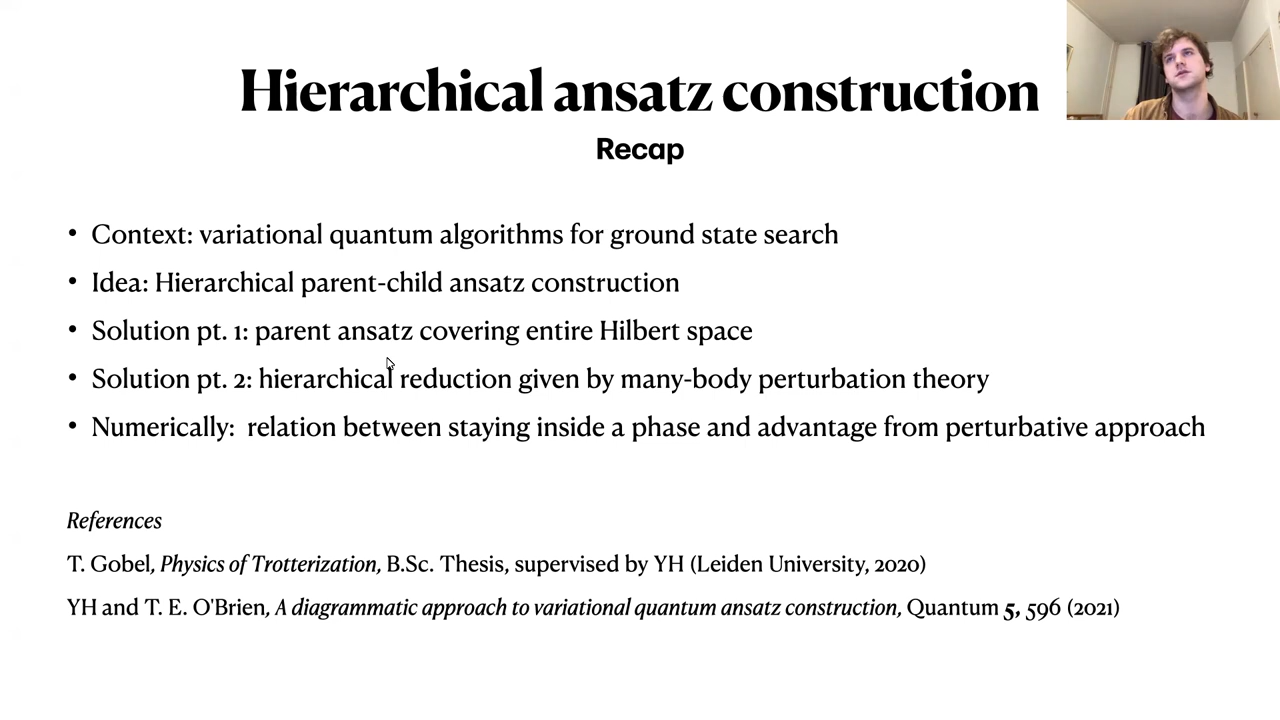 Hierarchical ansatz construction
Recap
• Context: variational quantum algorithms for ground state search
• Idea: Hierarchical parent-child ansatz construction
• Solution pt. 1: parent ansatz covering entire Hilbert space
• Solution pt. 2: hierarchical reduction given by many-body perturbation theory
• Numerically: relation between staying inside a phase and advantage from perturbative approach
References
T. Gobel, Physics of Trotterization, B.Sc. Thesis, supervised by YH (Leiden University, 2020)
YH and T. E. O'Brien, A diagrammatic approach to variational quantum ansatz construction, Quantum 5, 596 (2021)